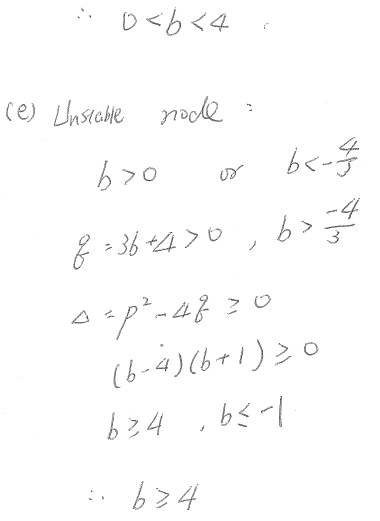 ∴ 0<b<4 .
(e) Unstable node :
b>0 or b<-4/3
q = 3b+4>0 , b > -4/3
Δ = p²-4q ≥ 0
(b-4)(b+1) ≥ 0
b≥4 , b≤-1
∴ b≥4